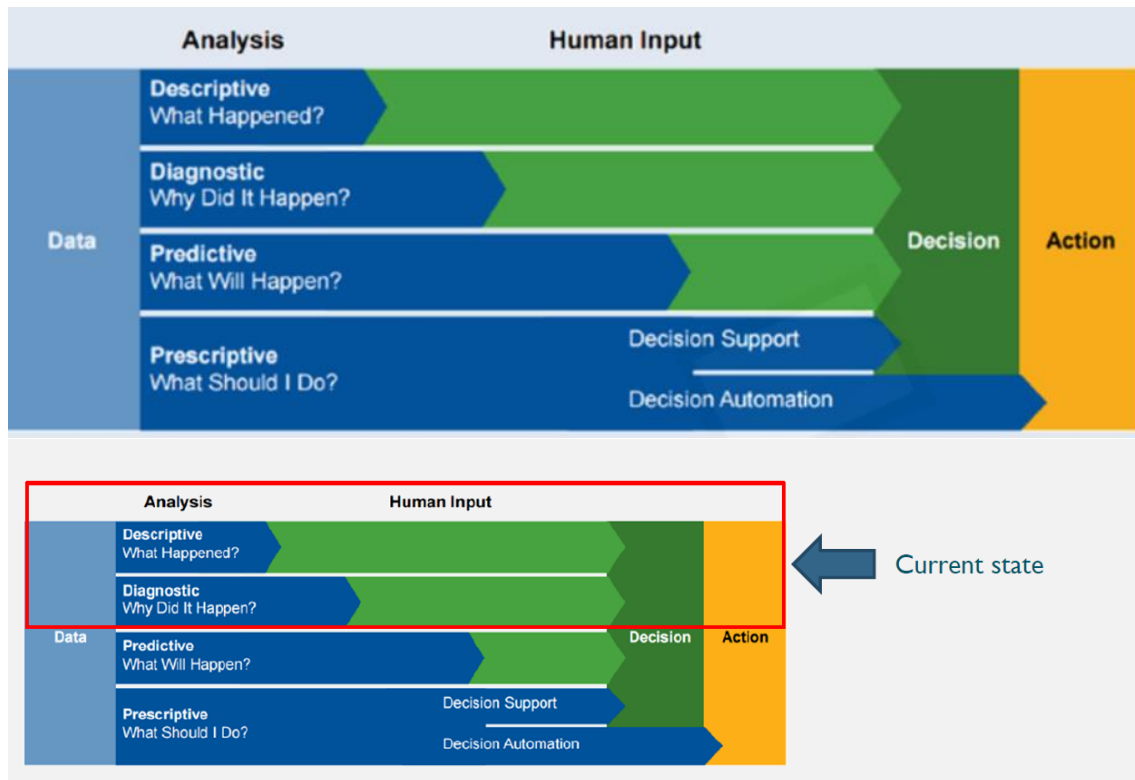 Analysis Human Input
Descriptive
What Happened?
Diagnostic
Why Did It Happen?
Data
Predictive
What Will Happen?
Decision
Action
Prescriptive
What Should I Do?
Decision Support
Decision Automation
Analysis Human Input
Descriptive
What Happened?
Diagnostic
Why Did It Happen?
Current state
Data
Predictive
What Will Happen?
Decision
Action
Prescriptive
What Should I Do?
Decision Support
Decision Automation